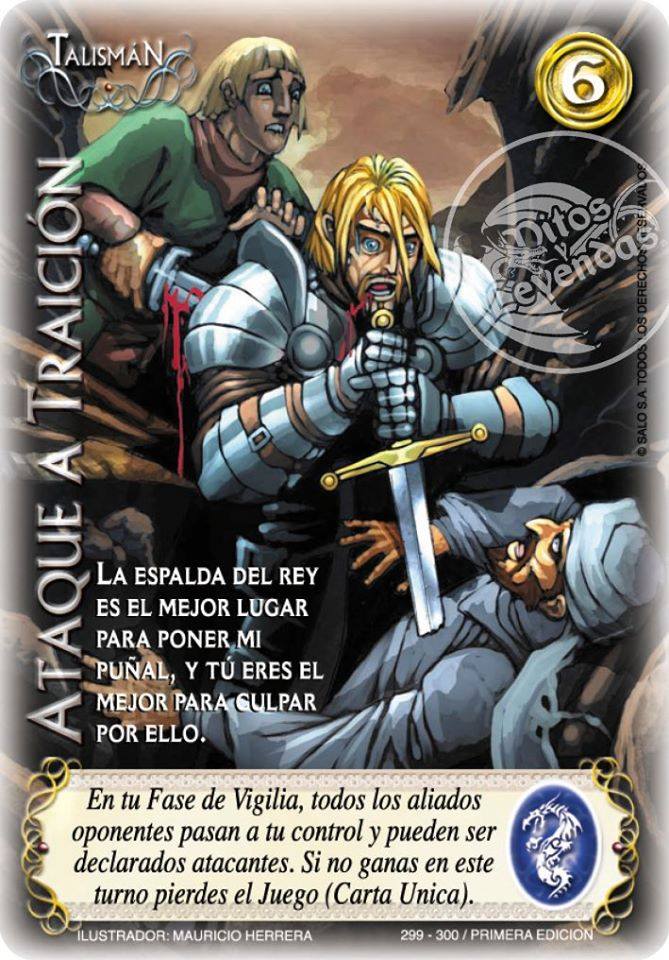 TALISMÁN
6
ATAQUE A TRAICIÓN
Mitos
y
Leyendas
© SALO S.A. TODOS LOS DERECHOS RESERVADOS
LA ESPALDA DEL REY
ES EL MEJOR LUGAR
PARA PONER MI
PUÑAL, Y TÚ ERES EL
MEJOR PARA CULPAR
POR ELLO.
En tu Fase de Vigilia, todos los aliados
oponentes pasan a tu control y pueden ser
declarados atacantes. Si no ganas en este
turno pierdes el Juego (Carta Unica).
ILUSTRADOR: MAURICIO HERRERA
299 - 300 / PRIMERA EDICION